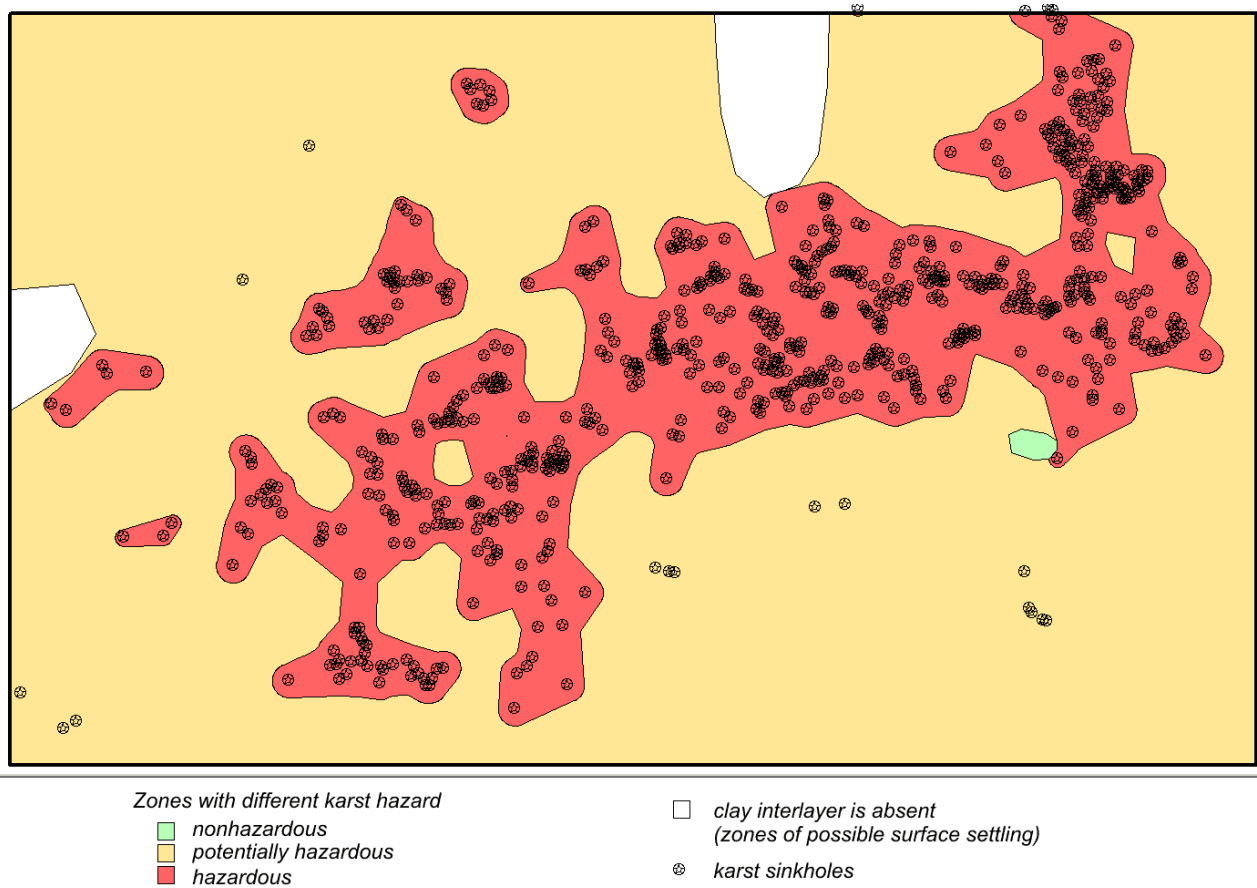 Zones with different karst hazard
nonhazardous
potentially hazardous
hazardous
clay interlayer is absent
(zones of possible surface settling)
karst sinkholes